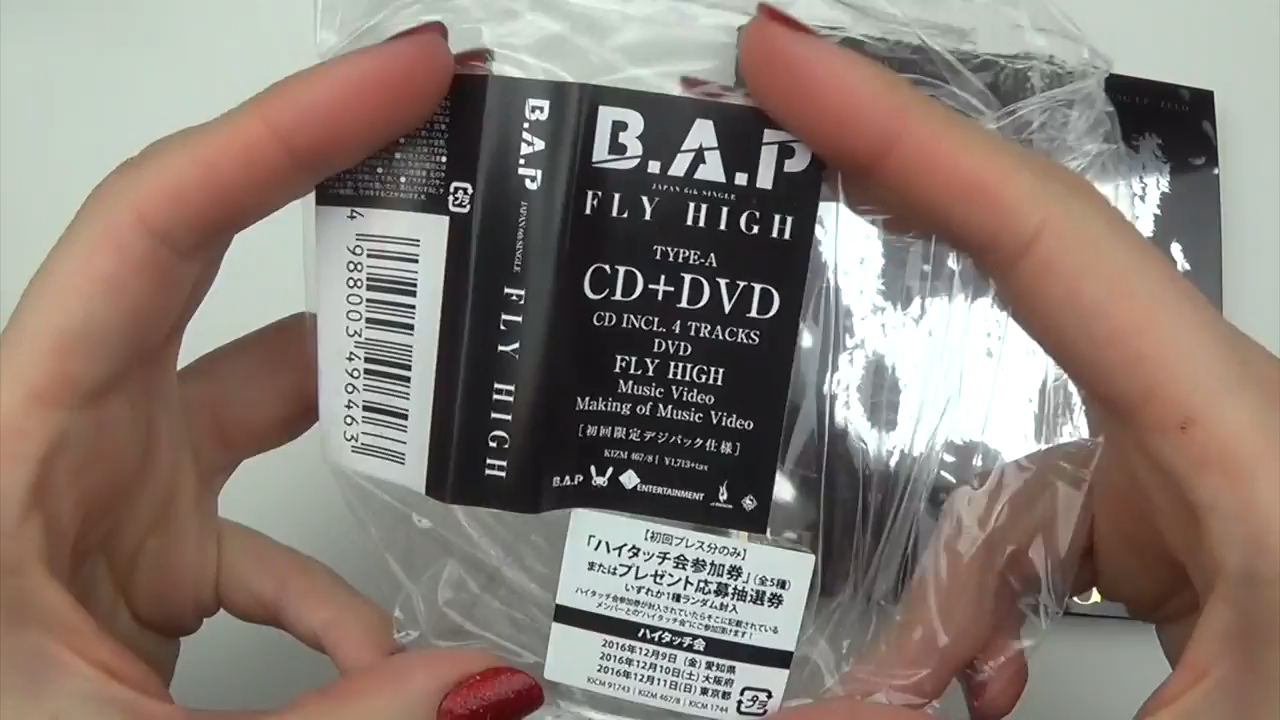 B.A.P
JAPAN 6th SINGLE
FLY HIGH
TYPE-A
CD+DVD
CD INCL. 4 TRACKS
DVD
FLY HIGH
Music Video
Making of Music Video
[初回限定デジパック仕様]
KIZM 467/8 | ¥1,713+tax
B.A.P
ENTERTAINMENT
B.A.P
JAPAN 6th SINGLE
FLY HIGH
プラ
4 988003 496463
【初回プレス分のみ】
「ハイタッチ会参加券」(全5種)
またはプレゼント応募抽選券
いずれか1種ランダム封入
ハイタッチ会参加券が封入されていたらそこに記載されている
メンバーとの"ハイタッチ会"にご参加頂けます!
ハイタッチ会
2016年12月9日 (金) 愛知県
2016年12月10日(土) 大阪府
2016年12月11日(日) 東京都
KICM 91743 | KIZM 467/8 | KICM 1744
プラ